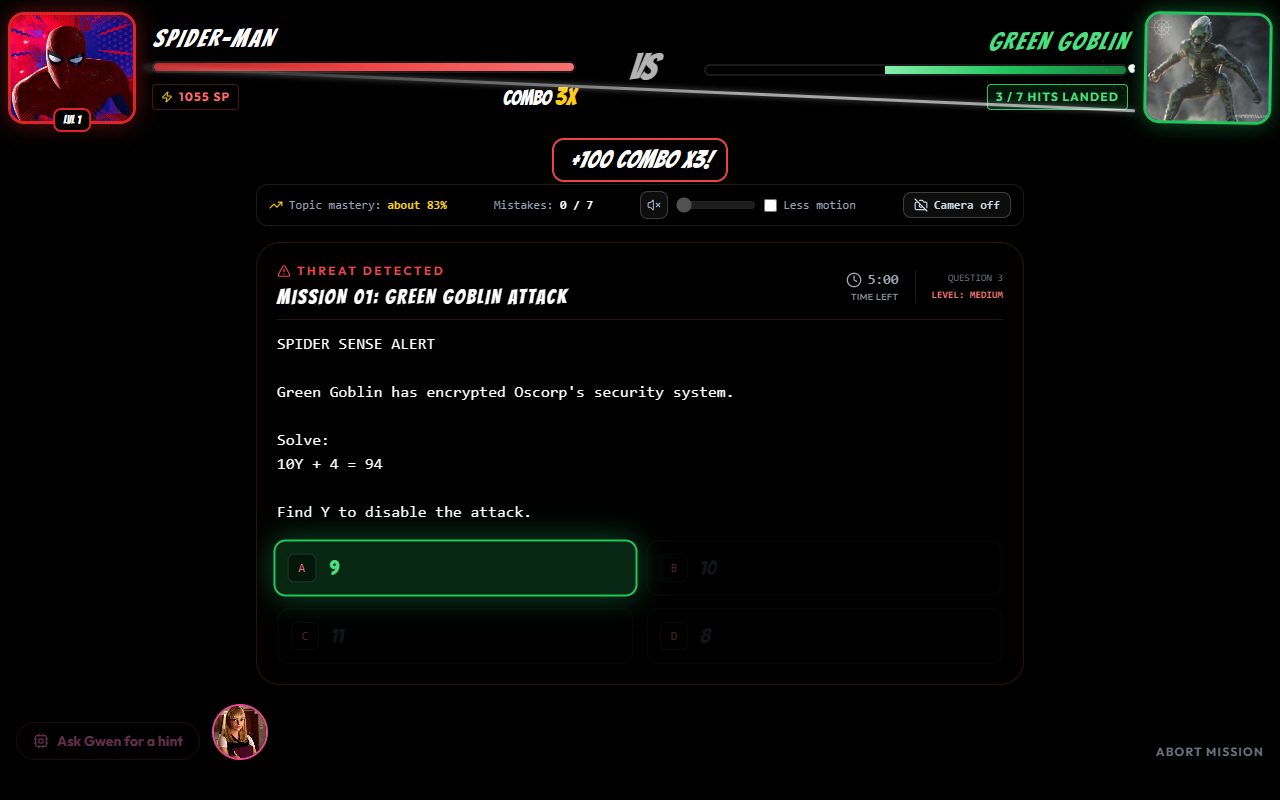 SPIDER-MAN
GREEN GOBLIN
VS
LVL 1
1055 SP
COMBO 3X
3 / 7 HITS LANDED
+100 COMBO X3!
Topic mastery: about 83%
Mistakes: 0 / 7
Less motion
Camera off
THREAT DETECTED
MISSION 01: GREEN GOBLIN ATTACK
5:00
TIME LEFT
QUESTION 3
LEVEL: MEDIUM
SPIDER SENSE ALERT
Green Goblin has encrypted Oscorp's security system.
Solve:
10Y + 4 = 94
Find Y to disable the attack.
A 9
B 10
C 11
D 8
Ask Gwen for a hint
ABORT MISSION